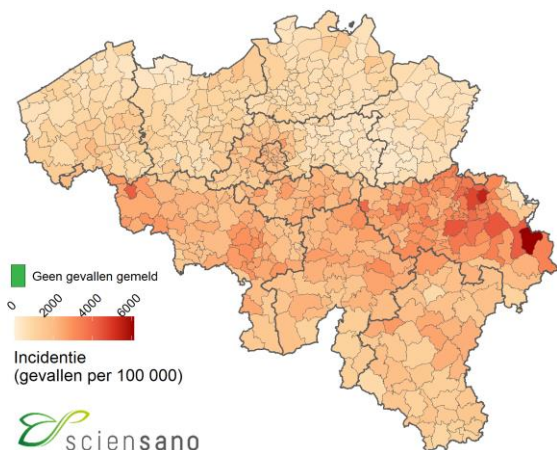 Geen gevallen gemeld
0 2000 4000 6000
Incidentie
(gevallen per 100 000)
sciensano